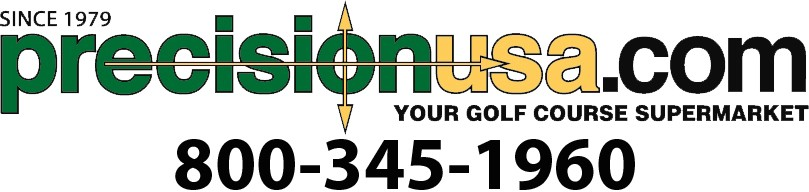 SINCE 1979
precisionusa.com
YOUR GOLF COURSE SUPERMARKET
800-345-1960